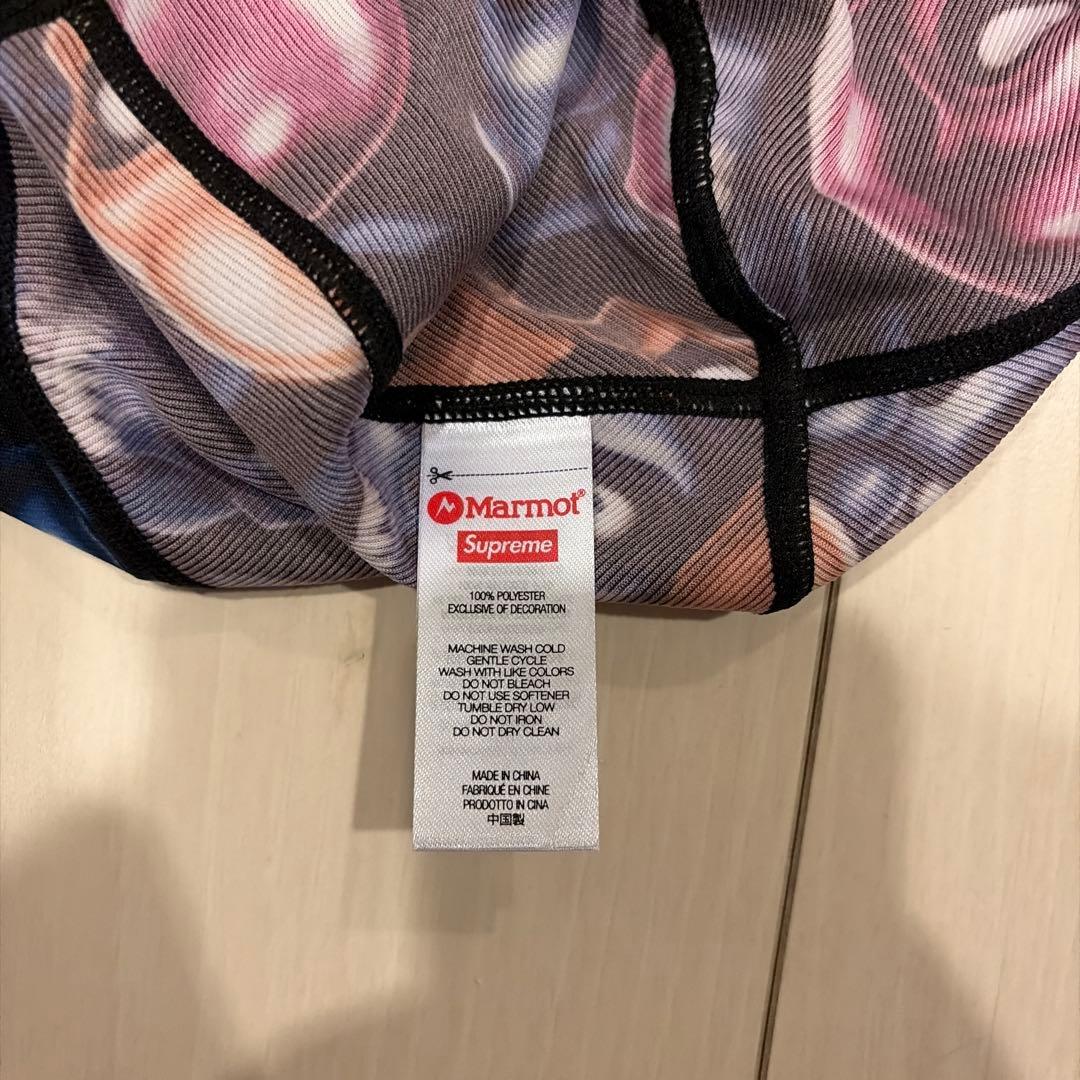 Marmot®
Supreme
100% POLYESTER
EXCLUSIVE OF DECORATION
MACHINE WASH COLD
GENTLE CYCLE
WASH WITH LIKE COLORS
DO NOT BLEACH
DO NOT USE SOFTENER
TUMBLE DRY LOW
DO NOT IRON
DO NOT DRY CLEAN
MADE IN CHINA
FABRIQUÉ EN CHINE
PRODOTTO IN CINA
中国製